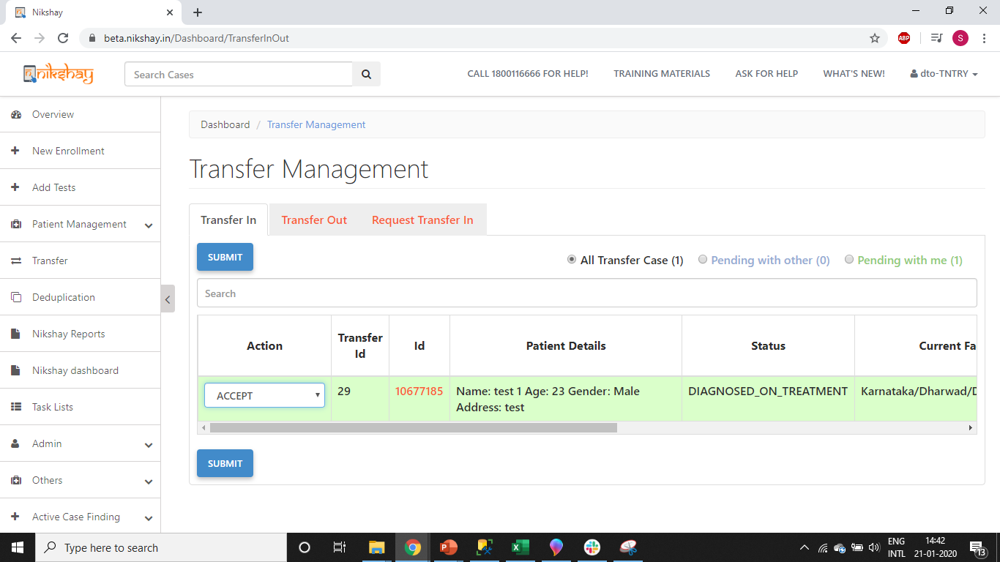 Nikshay
beta.nikshay.in/Dashboard/TransferInOut
ABP
S
nikshay
Search Cases
CALL 1800116666 FOR HELP!
TRAINING MATERIALS
ASK FOR HELP
WHAT'S NEW!
dto-TNTRY
Overview
New Enrollment
Add Tests
Patient Management
Transfer
Deduplication
Nikshay Reports
Nikshay dashboard
Task Lists
Admin
Others
Active Case Finding
Dashboard / Transfer Management
Transfer Management
Transfer In
Transfer Out
Request Transfer In
SUBMIT
All Transfer Case (1)
Pending with other (0)
Pending with me (1)
Search
Action
Transfer
Id
Id
Patient Details
Status
Current Fa
ACCEPT
29
10677185
Name: test 1 Age: 23 Gender: Male
Address: test
DIAGNOSED_ON_TREATMENT
Karnataka/Dharwad/D
SUBMIT
Type here to search
ENG
INTL
14:42
21-01-2020
13